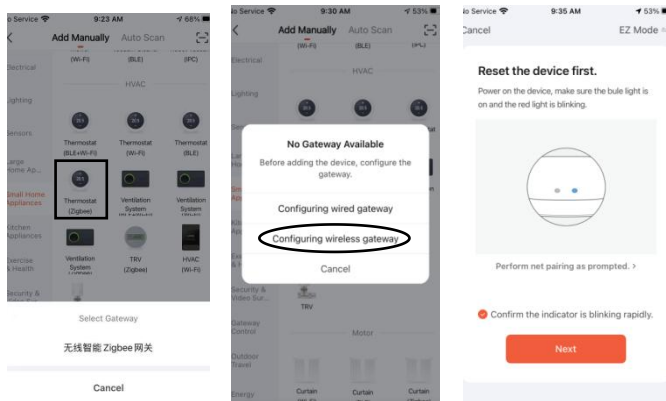 o Service
9:23 AM
68%
Add Manually
Auto Scan
Electrical
(Wi-Fi)
(BLE)
(IPC)
HVAC
Lighting
Sensors
Thermostat
(BLE+Wi-Fi)
Thermostat
(Wi-Fi)
Thermostat
(BLE)
Large
Home Ap...
Small Home
Appliances
Thermostat
(Zigbee)
Ventilation
System
Ventilation
System
Kitchen
Appliances
Exercise
& Health
Ventilation
System
TRV
(Zigbee)
HVAC
(Wi-Fi)
Security &
Select Gateway
无线智能 Zigbee 网关
Cancel
No Service
9:30 AM
53%
Add Manually
Auto Scan
Electrical
(Wi-Fi)
(BLE)
(IPC)
HVAC
Lighting
No Gateway Available
Before adding the device, configure the
gateway.
Configuring wired gateway
Configuring wireless gateway
Cancel
Security &
Video Sur...
TRV
Gateway
Control
Motor
Outdoor
Travel
Energy
Curtain
Curtain
Curtain
No Service
9:35 AM
53%
Cancel
EZ Mode
Reset the device first.
Power on the device, make sure the bule light is
on and the red light is blinking.
Perform net pairing as prompted. >
Confirm the indicator is blinking rapidly.
Next